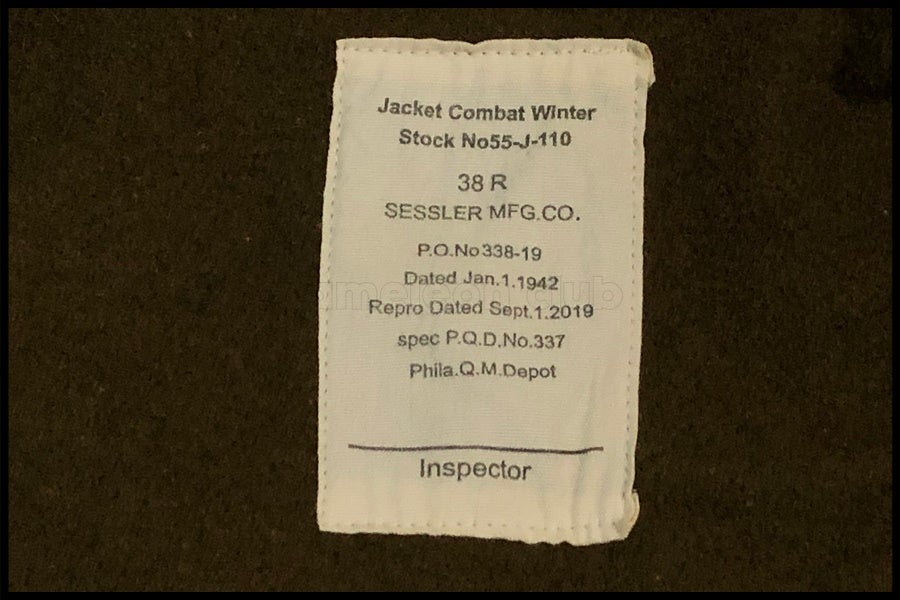 Jacket Combat Winter
Stock No55-J-110
38 R
SESSLER MFG.CO.
P.O.No338-19
Dated Jan.1.1942
Repro Dated Sept.1.2019
spec P.Q.D.No.337
Phila.Q.M.Depot
Inspector